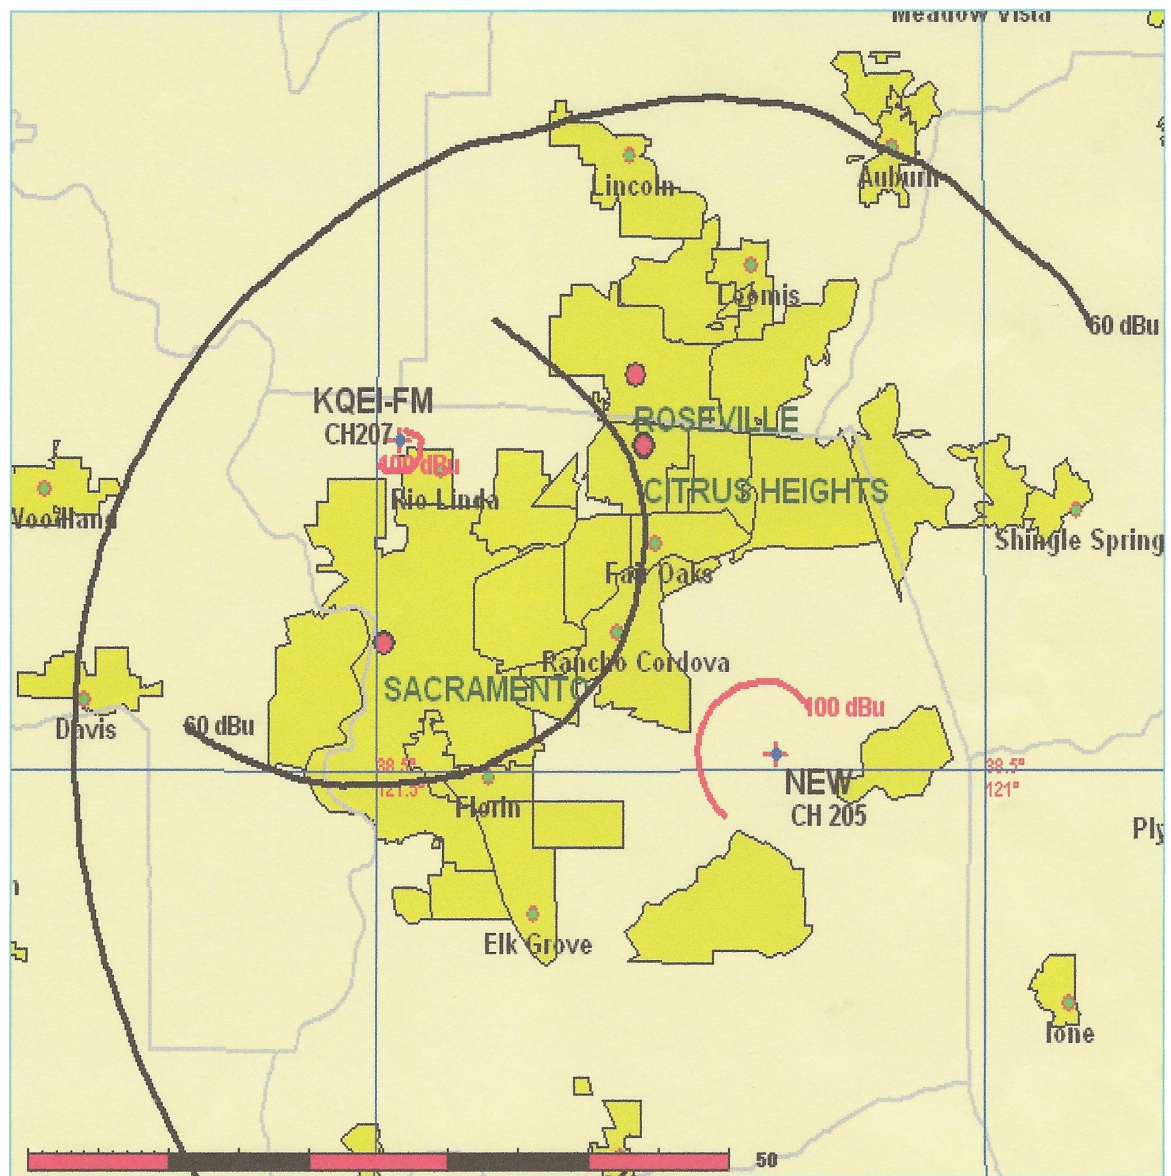 Meadow Vista
Lincoln
Auburn
Loomis
60 dBu
KQEI-FM
CH207
ROSEVILLE
100 dBu
Rio Linda
CITRUS HEIGHTS
Woodland
Shingle Spring
Fair Oaks
Rancho Cordova
SACRAMENTO
100 dBu
Davis
60 dBu
38.5°
121.5°
38.5°
121°
NEW
CH 205
Florin
Ply
Elk Grove
Ione
50